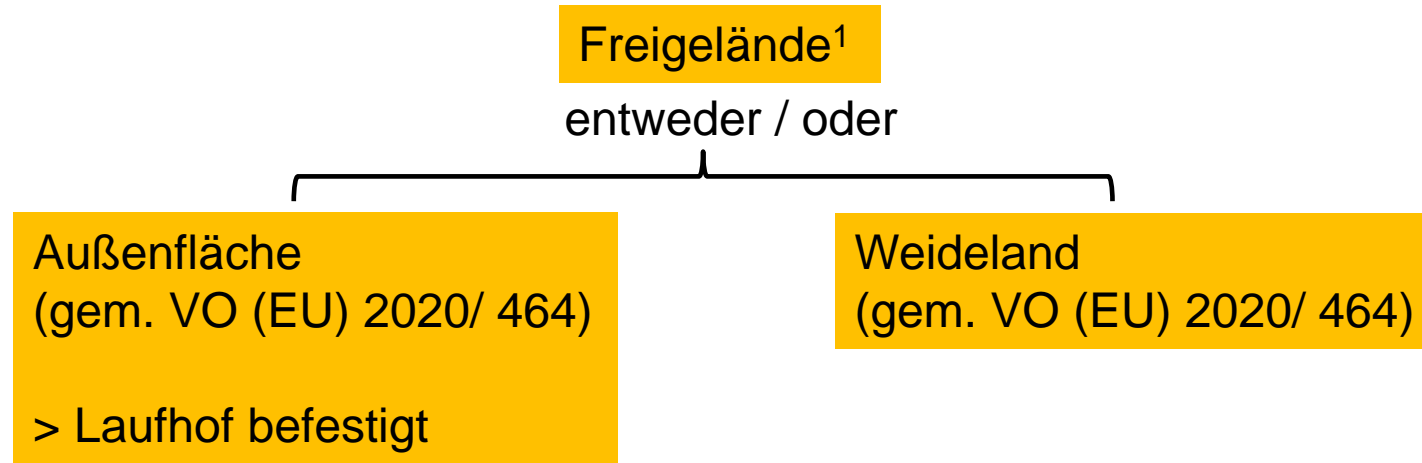 Freigelände¹
entweder / oder
Außenfläche
(gem. VO (EU) 2020/ 464)
> Laufhof befestigt
Weideland
(gem. VO (EU) 2020/ 464)